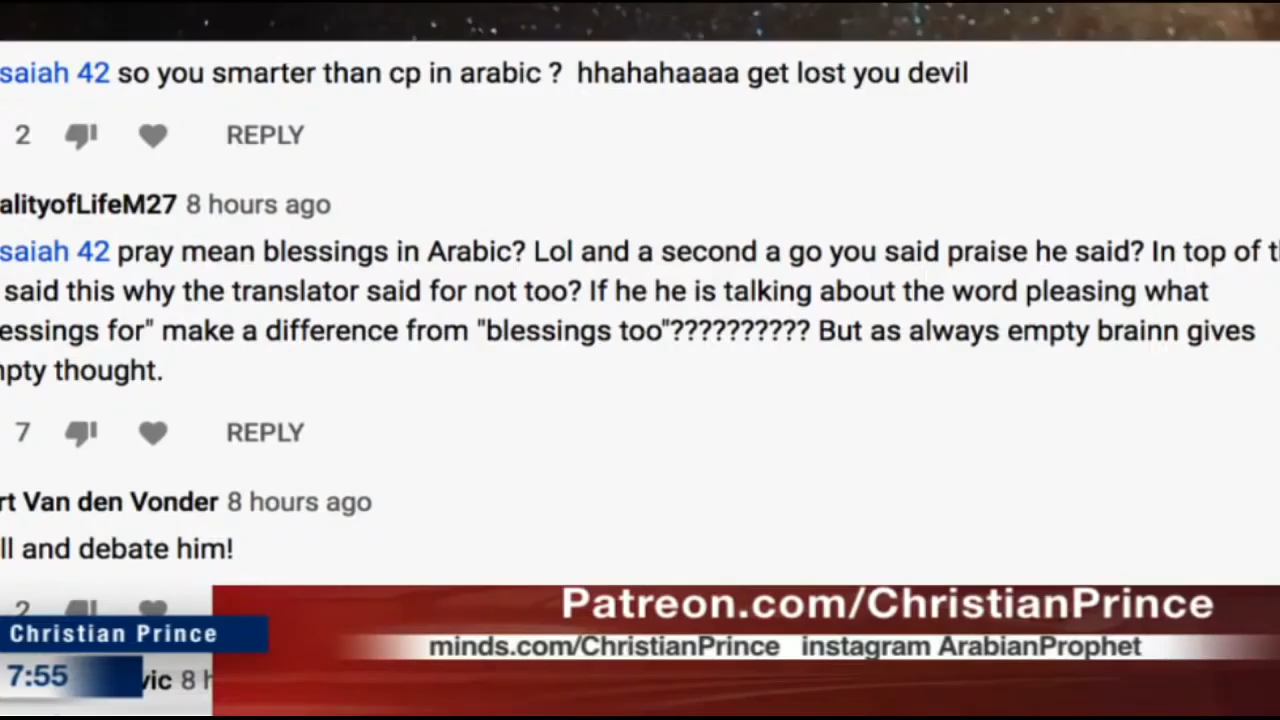 saiah 42 so you smarter than cp in arabic ? hhahahaaaa get lost you devil
2 REPLY
alityofLifeM27 8 hours ago
saiah 42 pray mean blessings in Arabic? Lol and a second a go you said praise he said? In top of th
said this why the translator said for not too? If he he is talking about the word pleasing what
essings for" make a difference from "blessings too"?????????? But as always empty brainn gives
npty thought.
7 REPLY
rt Van den Vonder 8 hours ago
ll and debate him!
2
Patreon.com/ChristianPrince
Christian Prince
minds.com/ChristianPrince instagram ArabianProphet
7:55
vic 8 h